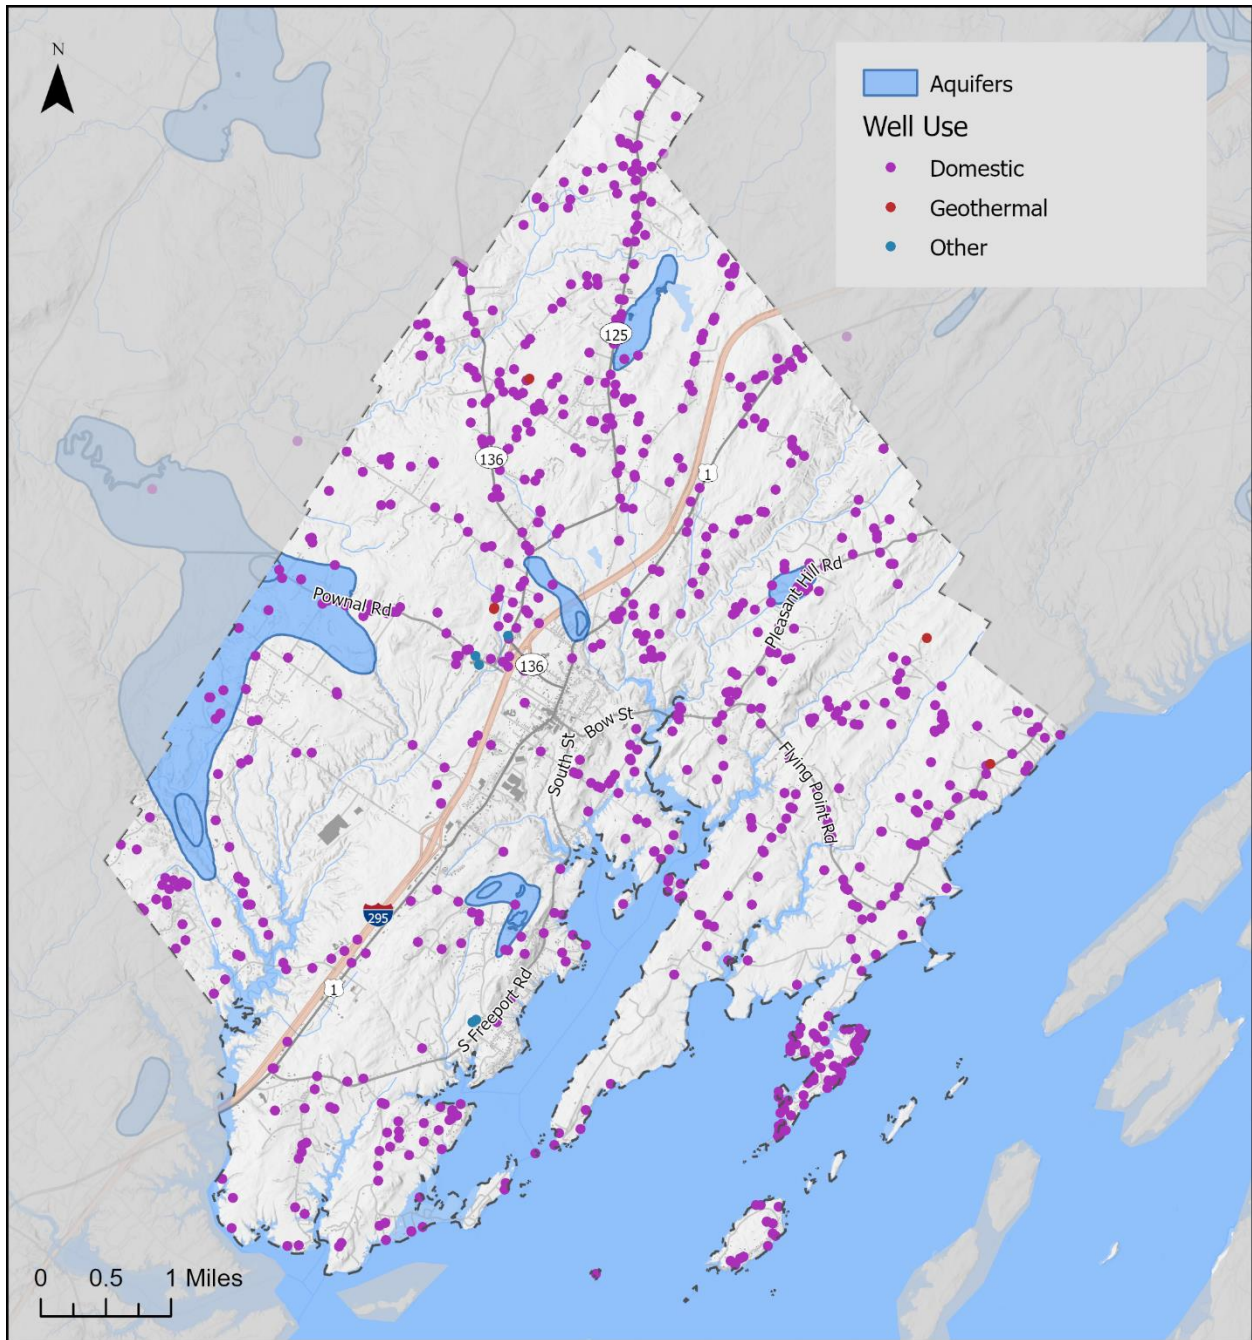 N
Aquifers
Well Use
Domestic
Geothermal
Other
125
136
1
Pleasant Hill Rd
Pownal Rd
136
Bow St
South St
Flying Point Rd
295
1
S Freeport Rd
0 0.5 1 Miles